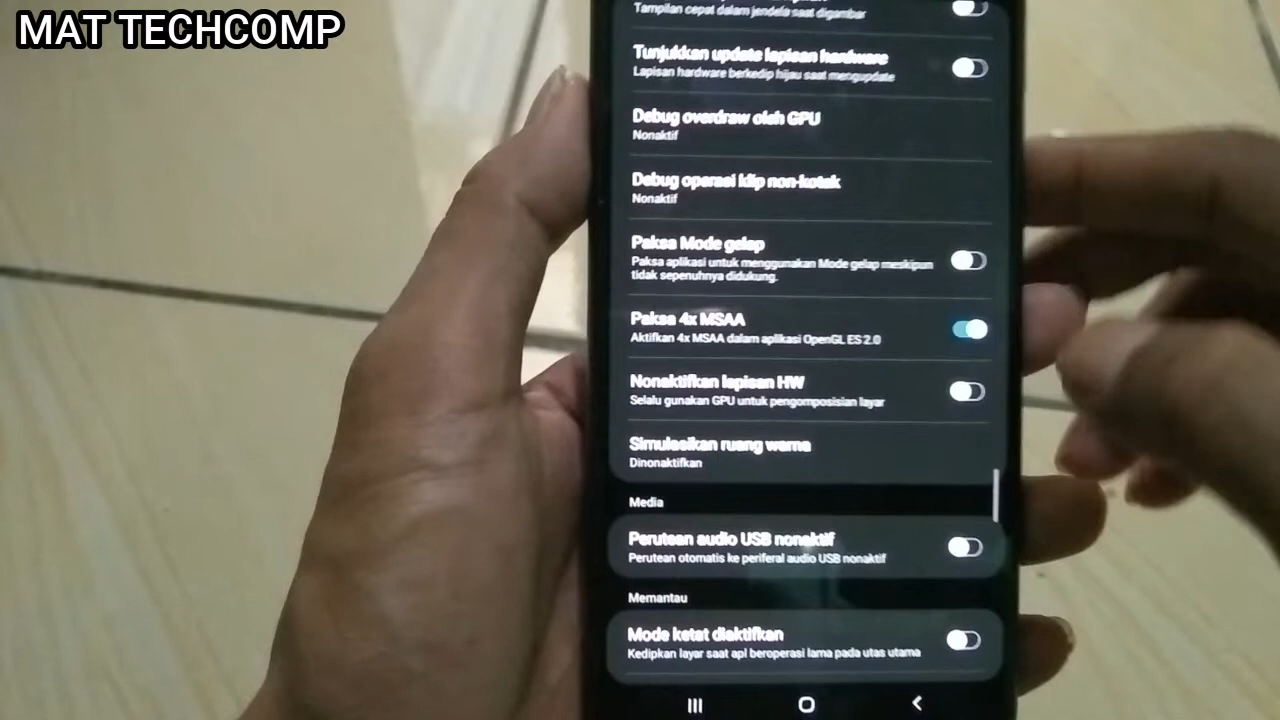 MAT TECHCOMP
Tampilan cepat dalam jendela saat digambar
Tunjukkan update lapisan hardware
Lapisan hardware berkedip hijau saat mengupdate
Debug overdraw oleh GPU
Nonaktif
Debug operasi klip non-kotak
Nonaktif
Paksa Mode gelap
Paksa aplikasi untuk menggunakan Mode gelap meskipun
tidak sepenuhnya didukung.
Paksa 4x MSAA
Aktifkan 4x MSAA dalam aplikasi OpenGL ES 2.0
Nonaktifkan lapisan HW
Selalu gunakan GPU untuk pengomposisian layar
Simulasikan ruang warna
Dinonaktifkan
Media
Perutean audio USB nonaktif
Perutean otomatis ke periferal audio USB nonaktif
Memantau
Mode ketat diaktifkan
Kedipkan layar saat apl beroperasi lama pada utas utama